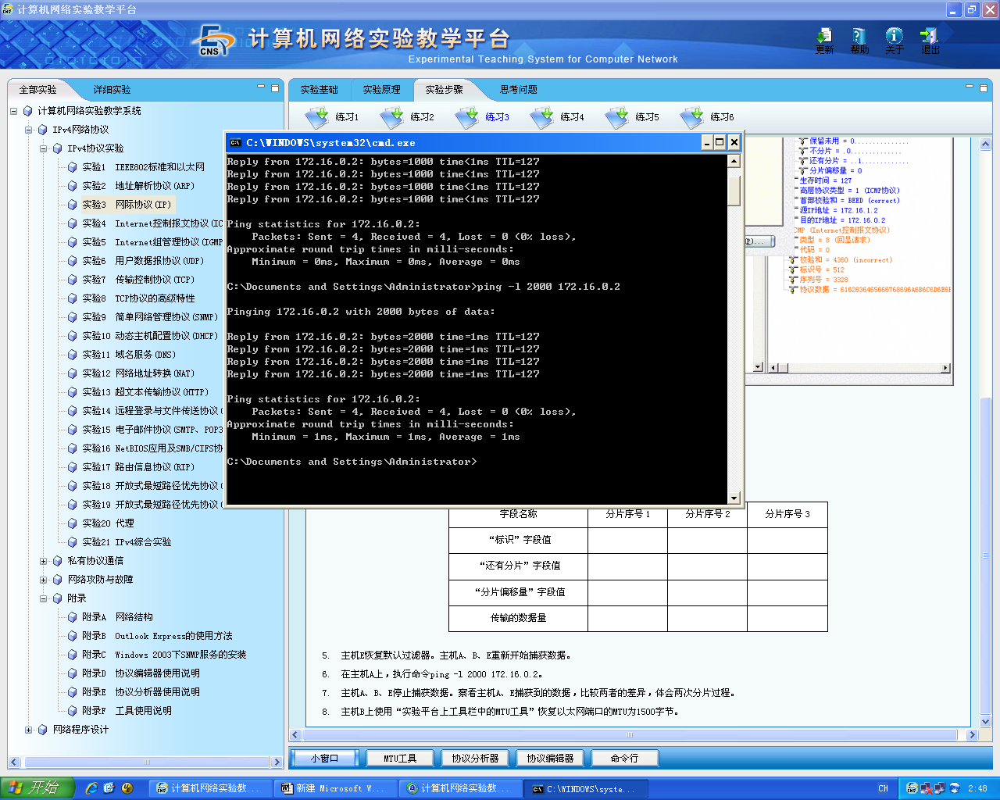 计算机网络实验教学平台
计算机网络实验教学平台
Experimental Teaching System for Computer Network
CNS
更新 帮助 关于 退出
全部实验 详细实验
实验基础 实验原理 实验步骤 思考问题
练习1 练习2 练习3 练习4 练习5 练习6
计算机网络实验教学系统
IPv4网络协议
IPv4协议实验
实验1 IEEE802标准和以太网
实验2 地址解析协议(ARP)
实验3 网际协议(IP)
实验4 Internet控制报文协议(IC
实验5 Internet组管理协议(IGMP
实验6 用户数据报协议(UDP)
实验7 传输控制协议(TCP)
实验8 TCP协议的高级特性
实验9 简单网络管理协议(SNMP)
实验10 动态主机配置协议(DHCP)
实验11 域名服务(DNS)
实验12 网络地址转换(NAT)
实验13 超文本传输协议(HTTP)
实验14 远程登录与文件传送协议(
实验15 电子邮件协议(SMTP、POP3
实验16 NetBIOS应用及SMB/CIFS协
实验17 路由信息协议(RIP)
实验18 开放式最短路径优先协议(
实验19 开放式最短路径优先协议(
实验20 代理
实验21 IPv4综合实验
私有协议通信
网络攻防与故障
附录
附录A 网络结构
附录B Outlook Express的使用方法
附录C Windows 2003下SNMP服务的安装
附录D 协议编辑器使用说明
附录E 协议分析器使用说明
附录F 工具使用说明
网络程序设计
C:\WINDOWS\system32\cmd.exe
Reply from 172.16.0.2: bytes=1000 time<1ms TTL=127
Reply from 172.16.0.2: bytes=1000 time<1ms TTL=127
Reply from 172.16.0.2: bytes=1000 time<1ms TTL=127
Reply from 172.16.0.2: bytes=1000 time<1ms TTL=127
Ping statistics for 172.16.0.2:
Packets: Sent = 4, Received = 4, Lost = 0 (0% loss),
Approximate round trip times in milli-seconds:
Minimum = 0ms, Maximum = 0ms, Average = 0ms
C:\Documents and Settings\Administrator>ping -l 2000 172.16.0.2
Pinging 172.16.0.2 with 2000 bytes of data:
Reply from 172.16.0.2: bytes=2000 time=1ms TTL=127
Reply from 172.16.0.2: bytes=2000 time=1ms TTL=127
Reply from 172.16.0.2: bytes=2000 time=1ms TTL=127
Reply from 172.16.0.2: bytes=2000 time=1ms TTL=127
Ping statistics for 172.16.0.2:
Packets: Sent = 4, Received = 4, Lost = 0 (0% loss),
Approximate round trip times in milli-seconds:
Minimum = 1ms, Maximum = 1ms, Average = 1ms
C:\Documents and Settings\Administrator>
保留未用 = 0..............
不分片 = .0.............
还有分片 = ..1............
分片偏移量 = 0
生存时间 = 127
高层协议类型 = 1 (ICMP协议)
首部校验和 = BEED (correct)
源IP地址 = 172.16.1.2
目的IP地址 = 172.16.0.2
CMP (Internet控制报文协议)
类型 = 8 (回显请求)
代码 = 0
校验和 = 4360 (incorrect)
标识号 = 512
序列号 = 3328
协议数据 = 6162636465666768696A6B6C6D6E6F
(P)...
字段名称 分片序号1 分片序号2 分片序号3
“标识”字段值
“还有分片”字段值
“分片偏移量”字段值
传输的数据量
5. 主机E恢复默认过滤器。主机A、B、E重新开始捕获数据。
6. 在主机A上，执行命令ping -l 2000 172.16.0.2。
7. 主机A、B、E停止捕获数据。察看主机A、E捕获到的数据，比较两者的差异，体会两次分片过程。
8. 主机B上使用“实验平台上工具栏中的MTU工具”恢复以太网端口的MTU为1500字节。
小窗口 MTU工具 协议分析器 协议编辑器 命令行
开始 计算机网络实验教... 新建 Microsoft W... 计算机网络实验教... C:\WINDOWS\syste... CH 2:48